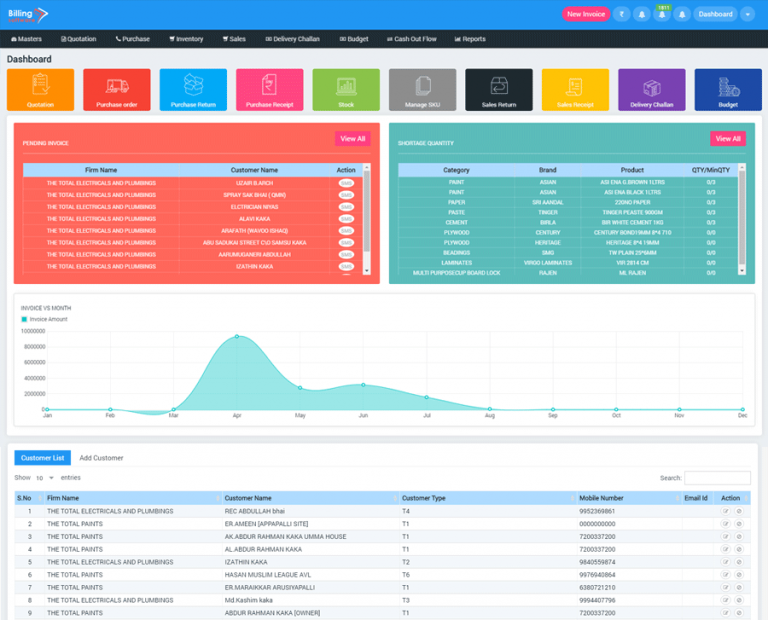 Billing
New Invoice ₹ 1811 Dashboard
Masters Quotation Purchase Inventory Sales Delivery Challan Budget Cash Out Flow Reports
Dashboard
Quotation Purchase order Purchase Return Purchase Receipt Stock Manage SKU Sales Return Sales Receipt Delivery Challan Budget
PENDING INVOICE View All
Firm Name Customer Name Action
THE TOTAL ELECTRICALS AND PLUMBINGS UZAIR B.ARCH SMS
THE TOTAL ELECTRICALS AND PLUMBINGS SPRAY SAK BHAI ( QMR) SMS
THE TOTAL ELECTRICALS AND PLUMBINGS ELCTRICIAN NIYAS SMS
THE TOTAL ELECTRICALS AND PLUMBINGS ALAVI KAKA SMS
THE TOTAL ELECTRICALS AND PLUMBINGS ARAFATH (WAYOO ISHAQ) SMS
THE TOTAL ELECTRICALS AND PLUMBINGS ABU SADUKAI STREET C\O SAMSU KAKA SMS
THE TOTAL ELECTRICALS AND PLUMBINGS AARUMUGANERI ABDULLAH SMS
THE TOTAL ELECTRICALS AND PLUMBINGS IZATHIN KAKA SMS
SHORTAGE QUANTITY View All
Category Brand Product QTY/MinQTY
PAINT ASIAN ASI ENA G.BROWN 1LTRS 0/3
PAINT ASIAN ASI ENA BLACK 1LTRS 0/3
PAPER SRI AANDAL 220NO PAPER 0/0
PASTE TINGER TINGER PEASTE 900GM 0/3
CEMENT BIRLA BIR WHITE CEMENT 1KG 0/3
PLYWOOD CENTURY CENTURY BOND19MM 8*4 710 0/3
PLYWOOD HERITAGE HERITAGE 8*4 19MM 0/3
BEADINGS SMG TW PLAIN 25*6MM 0/0
LAMINATES VIRGO LAMINATES VIR 2814 CM 0/0
MULTI PURPOSECUP BOARD LOCK RAJEN ML RAJEN 0/0
INVOICE VS MONTH
Invoice Amount
10000000
8000000
6000000
4000000
2000000
0
Jan Feb Mar Apr May Jun Jul Aug Sep Oct Nov Dec
Customer List Add Customer
Show 10 entries Search:
S.No Firm Name Customer Name Customer Type Mobile Number Email Id Action
1 THE TOTAL ELECTRICALS AND PLUMBINGS REC ABDULLAH bhai T4 9952369861
2 THE TOTAL PAINTS ER.AMEEN [APPAPALLI SITE] T1 0000000000
3 THE TOTAL PAINTS AK.ABDUR RAHMAN KAKA UMMA HOUSE T1 7200337200
4 THE TOTAL PAINTS AL.ABDUR RAHMAN KAKA T1 7200337200
5 THE TOTAL ELECTRICALS AND PLUMBINGS IZATHIN KAKA T2 9840559874
6 THE TOTAL PAINTS HASAN MUSLIM LEAGUE AVL T6 9976940864
7 THE TOTAL PAINTS ER.MARAIKKAR ARUSIYAPALLI T1 6380721210
8 THE TOTAL ELECTRICALS AND PLUMBINGS Md.Kashim kaka T3 9994407796
9 THE TOTAL PAINTS ABDUR RAHMAN KAKA [OWNER] T1 7200337200